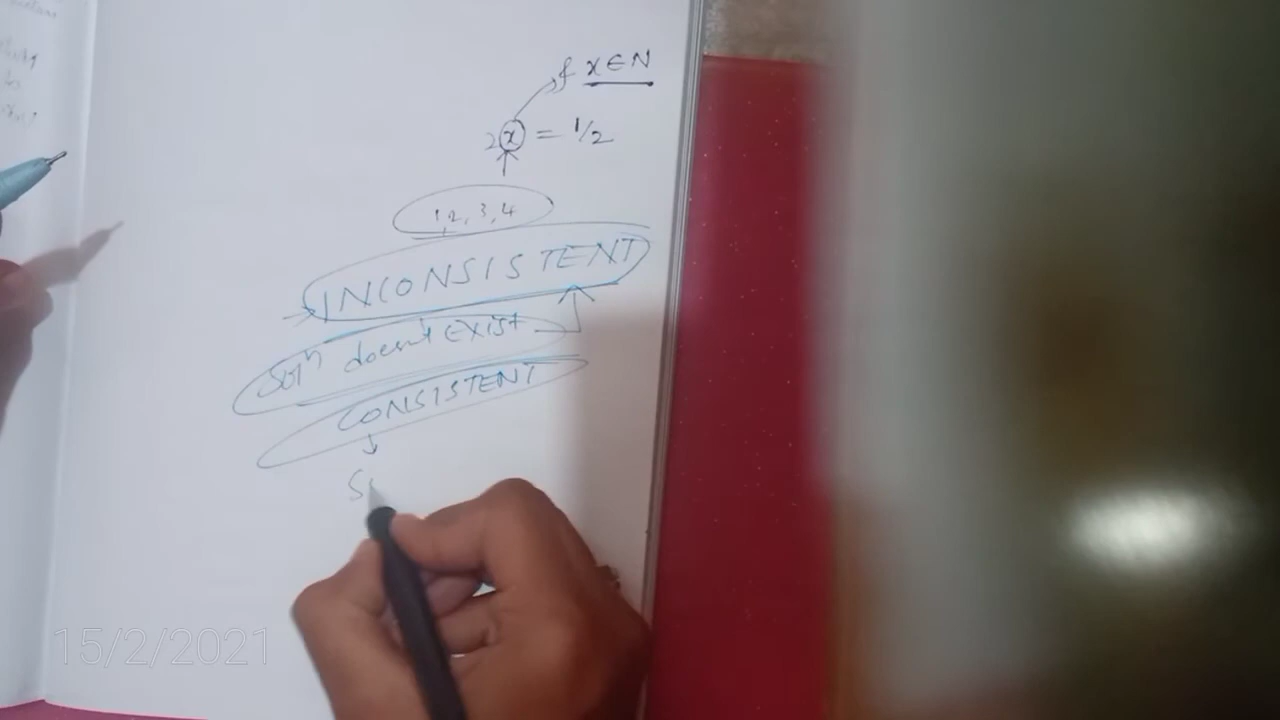 if x ∈ N
2x = 1/2
1, 2, 3, 4
INCONSISTENT
Solⁿ doesn't exist
CONSISTENT
S
15/2/2021